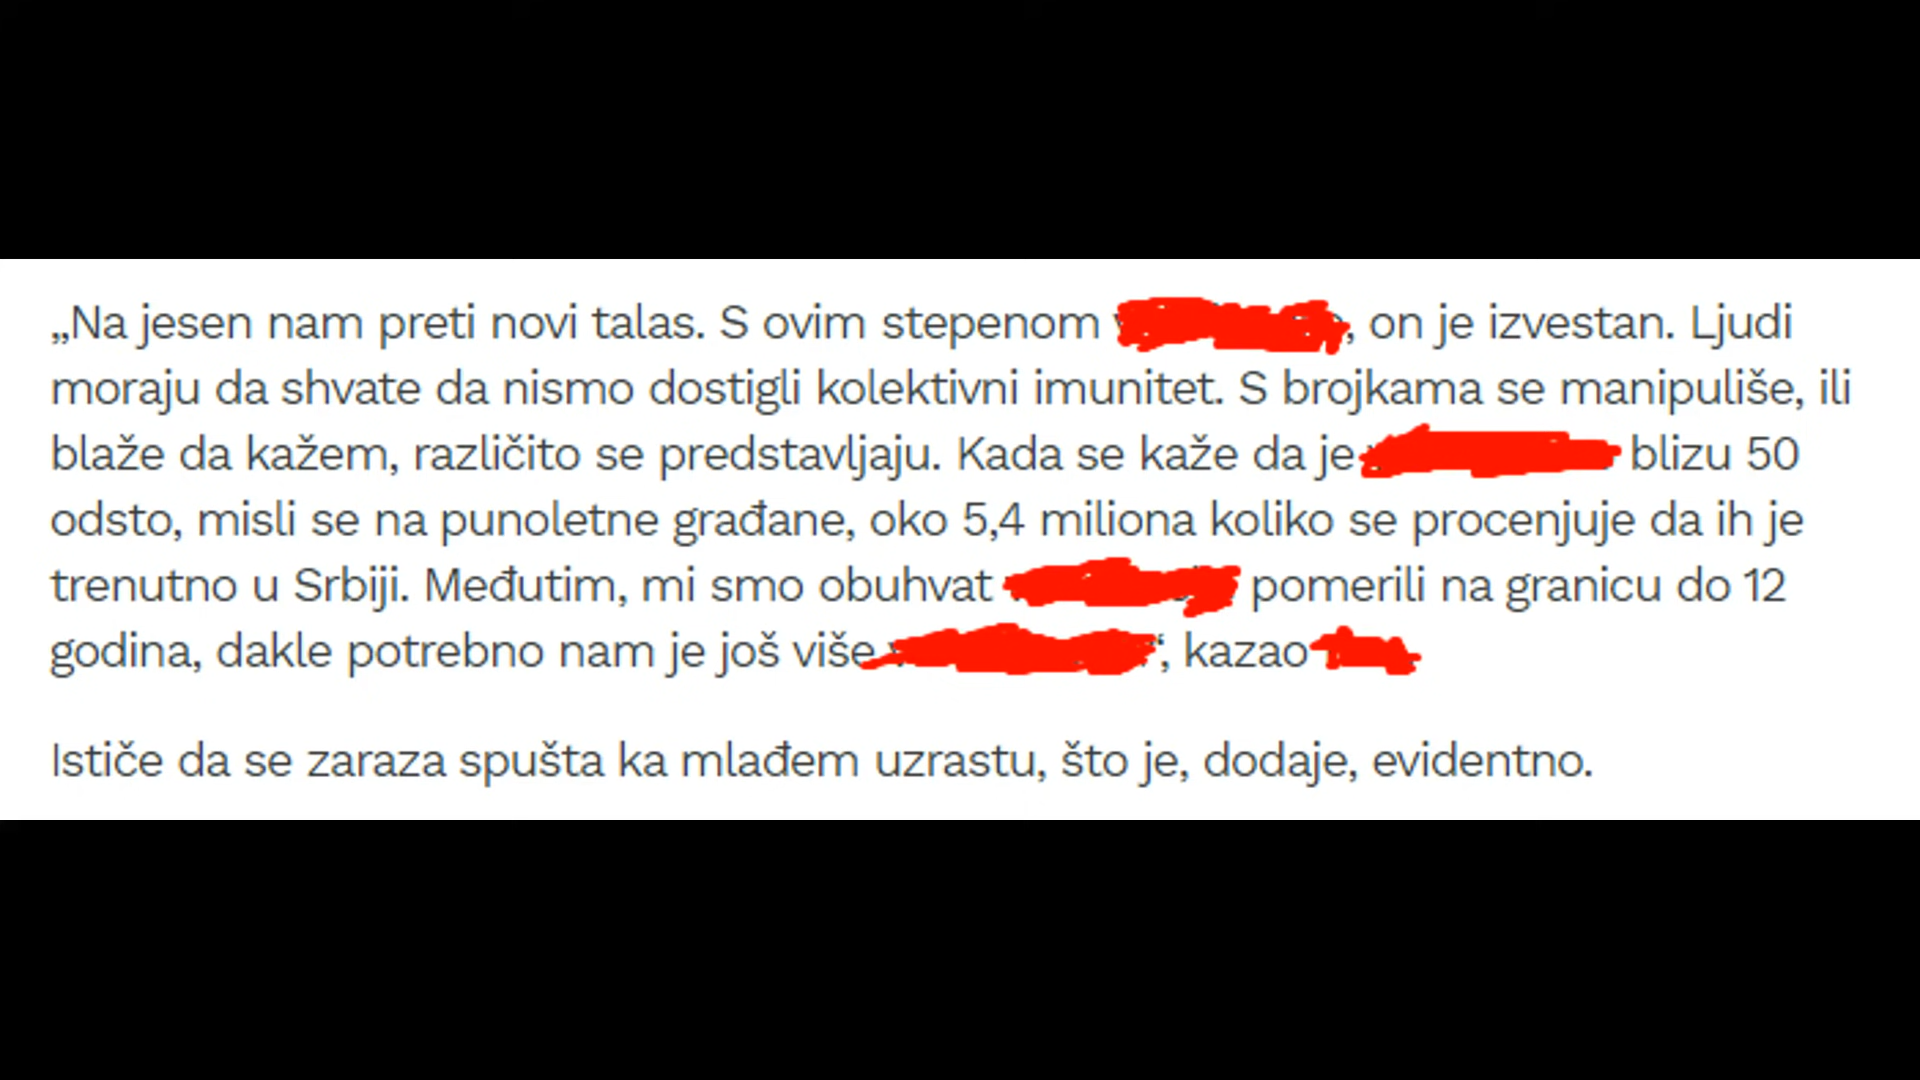 „Na jesen nam preti novi talas. S ovim stepenom , on je izvestan. Ljudi
moraju da shvate da nismo dostigli kolektivni imunitet. S brojkama se manipuliše, ili
blaže da kažem, različito se predstavljaju. Kada se kaže da je blizu 50
odsto, misli se na punoletne građane, oko 5,4 miliona koliko se procenjuje da ih je
trenutno u Srbiji. Međutim, mi smo obuhvat pomerili na granicu do 12
godina, dakle potrebno nam je još više “, kazao
Ističe da se zaraza spušta ka mlađem uzrastu, što je, dodaje, evidentno.